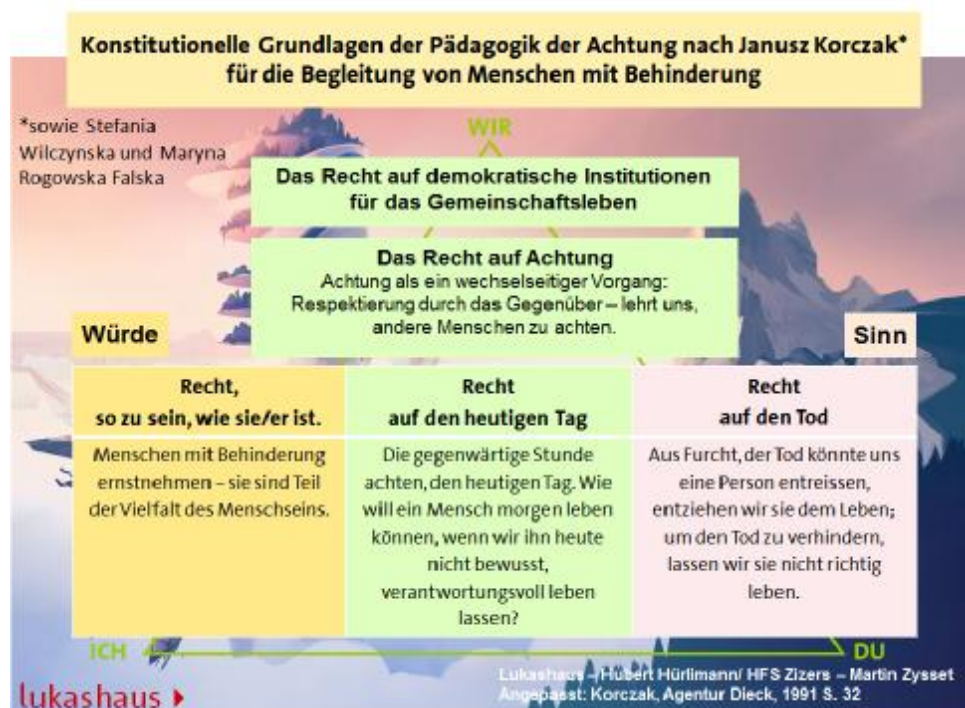 Konstitutionelle Grundlagen der Pädagogik der Achtung nach Janusz Korczak*
für die Begleitung von Menschen mit Behinderung
*sowie Stefania
Wilczynska und Maryna
Rogowska Falska
WIR
Das Recht auf demokratische Institutionen
für das Gemeinschaftsleben
Das Recht auf Achtung
Achtung als ein wechselseitiger Vorgang:
Respektierung durch das Gegenüber – lehrt uns,
andere Menschen zu achten.
Würde
Sinn
Recht,
so zu sein, wie sie/er ist.
Menschen mit Behinderung
ernstnehmen – sie sind Teil
der Vielfalt des Menschseins.
Recht
auf den heutigen Tag
Die gegenwärtige Stunde
achten, den heutigen Tag. Wie
will ein Mensch morgen leben
können, wenn wir ihn heute
nicht bewusst,
verantwortungsvoll leben
lassen?
Recht
auf den Tod
Aus Furcht, der Tod könnte uns
eine Person entreissen,
entziehen wir sie dem Leben;
um den Tod zu verhindern,
lassen wir sie nicht richtig
leben.
ICH
DU
Lukashaus – Hubert Hürlimann/ HFS Zizers – Martin Zysset
Angepasst: Korczak, Agentur Dieck, 1991 S. 32
lukashaus